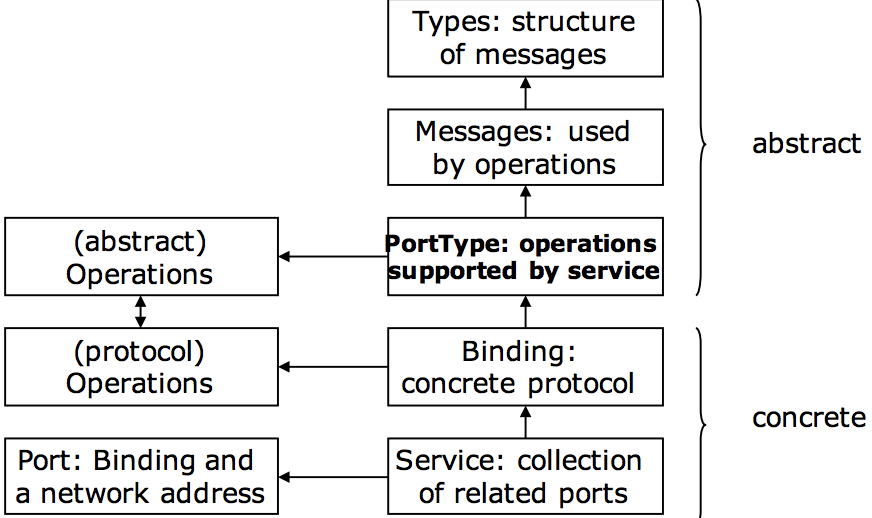 Types: structure
of messages
Messages: used
by operations
abstract
(abstract)
Operations
PortType: operations
supported by service
(protocol)
Operations
Binding:
concrete protocol
concrete
Port: Binding and
a network address
Service: collection
of related ports